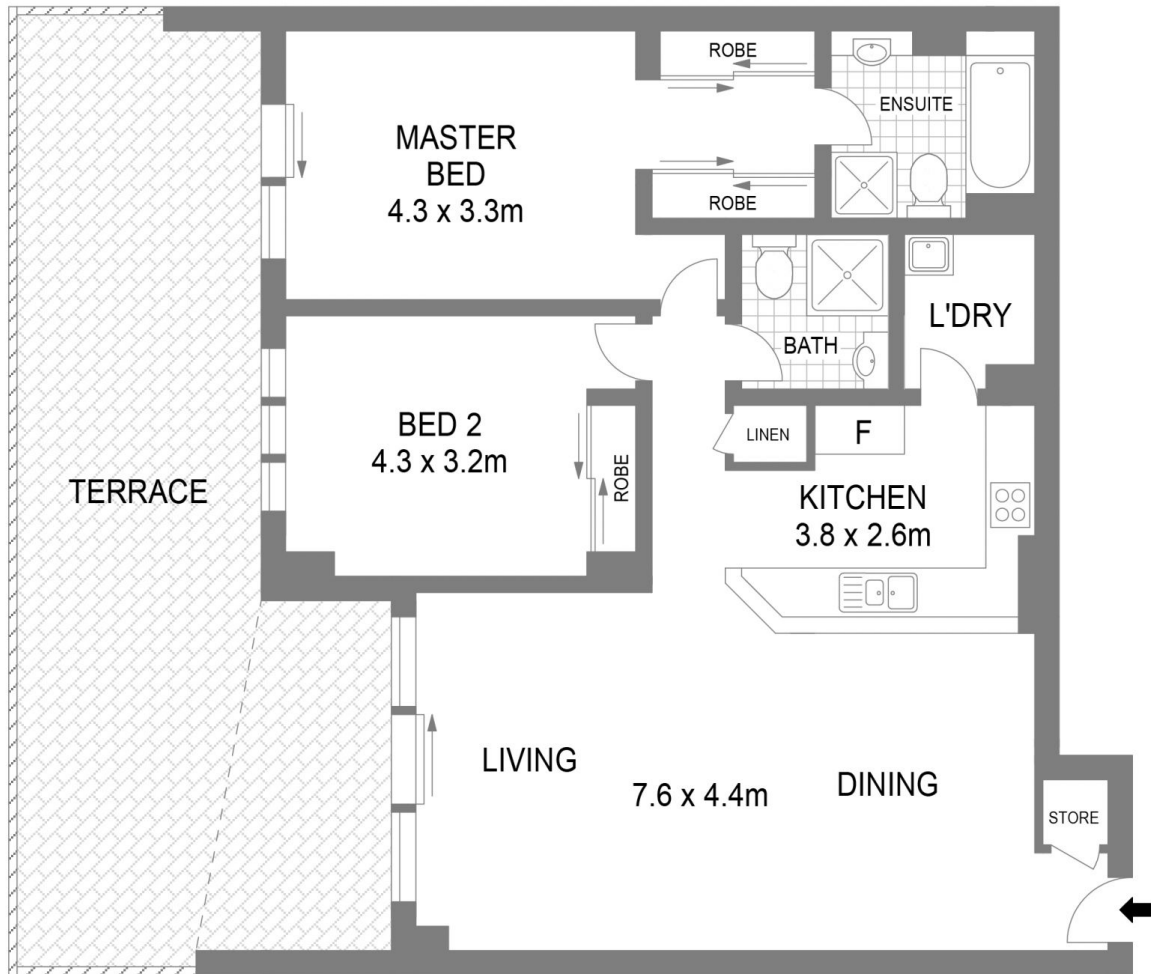 ROBE
ENSUITE
MASTER
BED
4.3 x 3.3m
ROBE
L'DRY
BATH
BED 2
4.3 x 3.2m
ROBE
LINEN
F
TERRACE
KITCHEN
3.8 x 2.6m
LIVING
7.6 x 4.4m
DINING
STORE